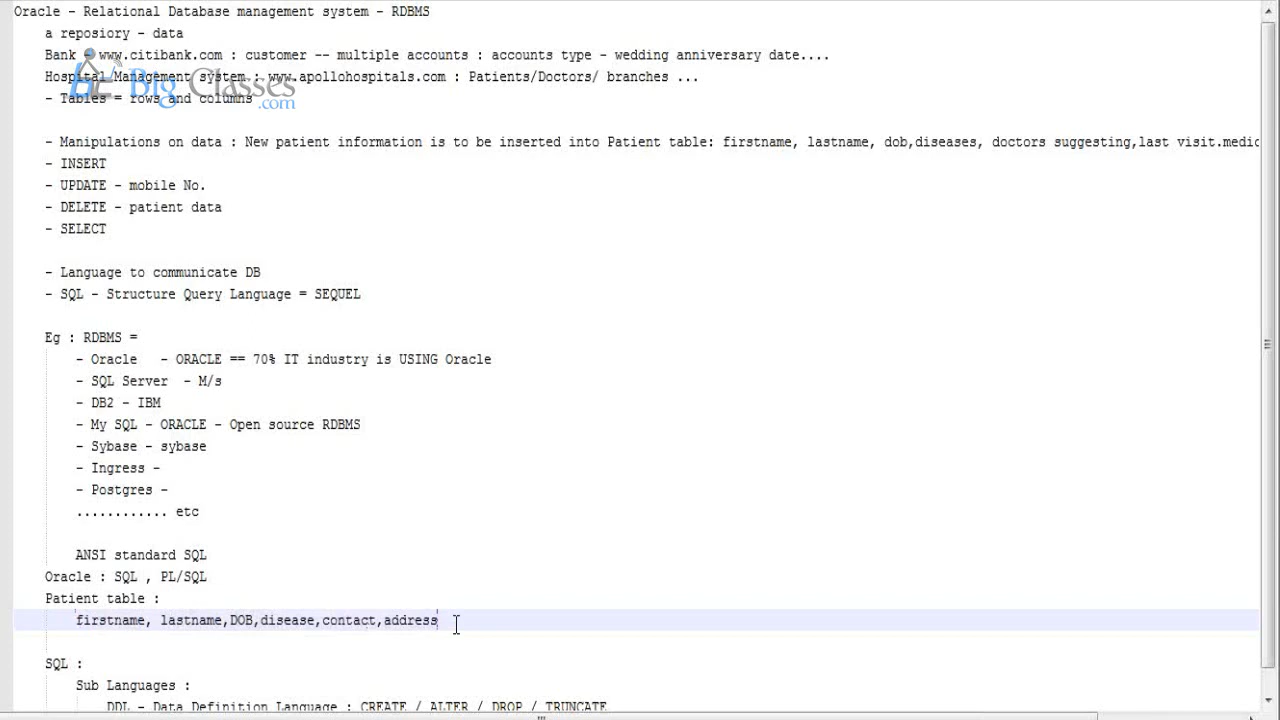 Oracle - Relational Database management system - RDBMS
a reposiory - data
Bank - www.citibank.com : customer -- multiple accounts : accounts type - wedding anniversary date....
Hospital Management system : www.apollohospitals.com : Patients/Doctors/ branches ...
Big Classes
.com
- Tables = rows and columns
- Manipulations on data : New patient information is to be inserted into Patient table: firstname, lastname, dob,diseases, doctors suggesting,last visit.medic
- INSERT
- UPDATE - mobile No.
- DELETE - patient data
- SELECT
- Language to communicate DB
- SQL - Structure Query Language = SEQUEL
Eg : RDBMS =
- Oracle   - ORACLE == 70% IT industry is USING Oracle
- SQL Server  - M/s
- DB2 - IBM
- My SQL - ORACLE - Open source RDBMS
- Sybase - sybase
- Ingress -
- Postgres -
............ etc
ANSI standard SQL
Oracle : SQL , PL/SQL
Patient table :
firstname, lastname,DOB,disease,contact,address
SQL :
Sub Languages :
DDL - Data Definition Language : CREATE / ALTER / DROP / TRUNCATE